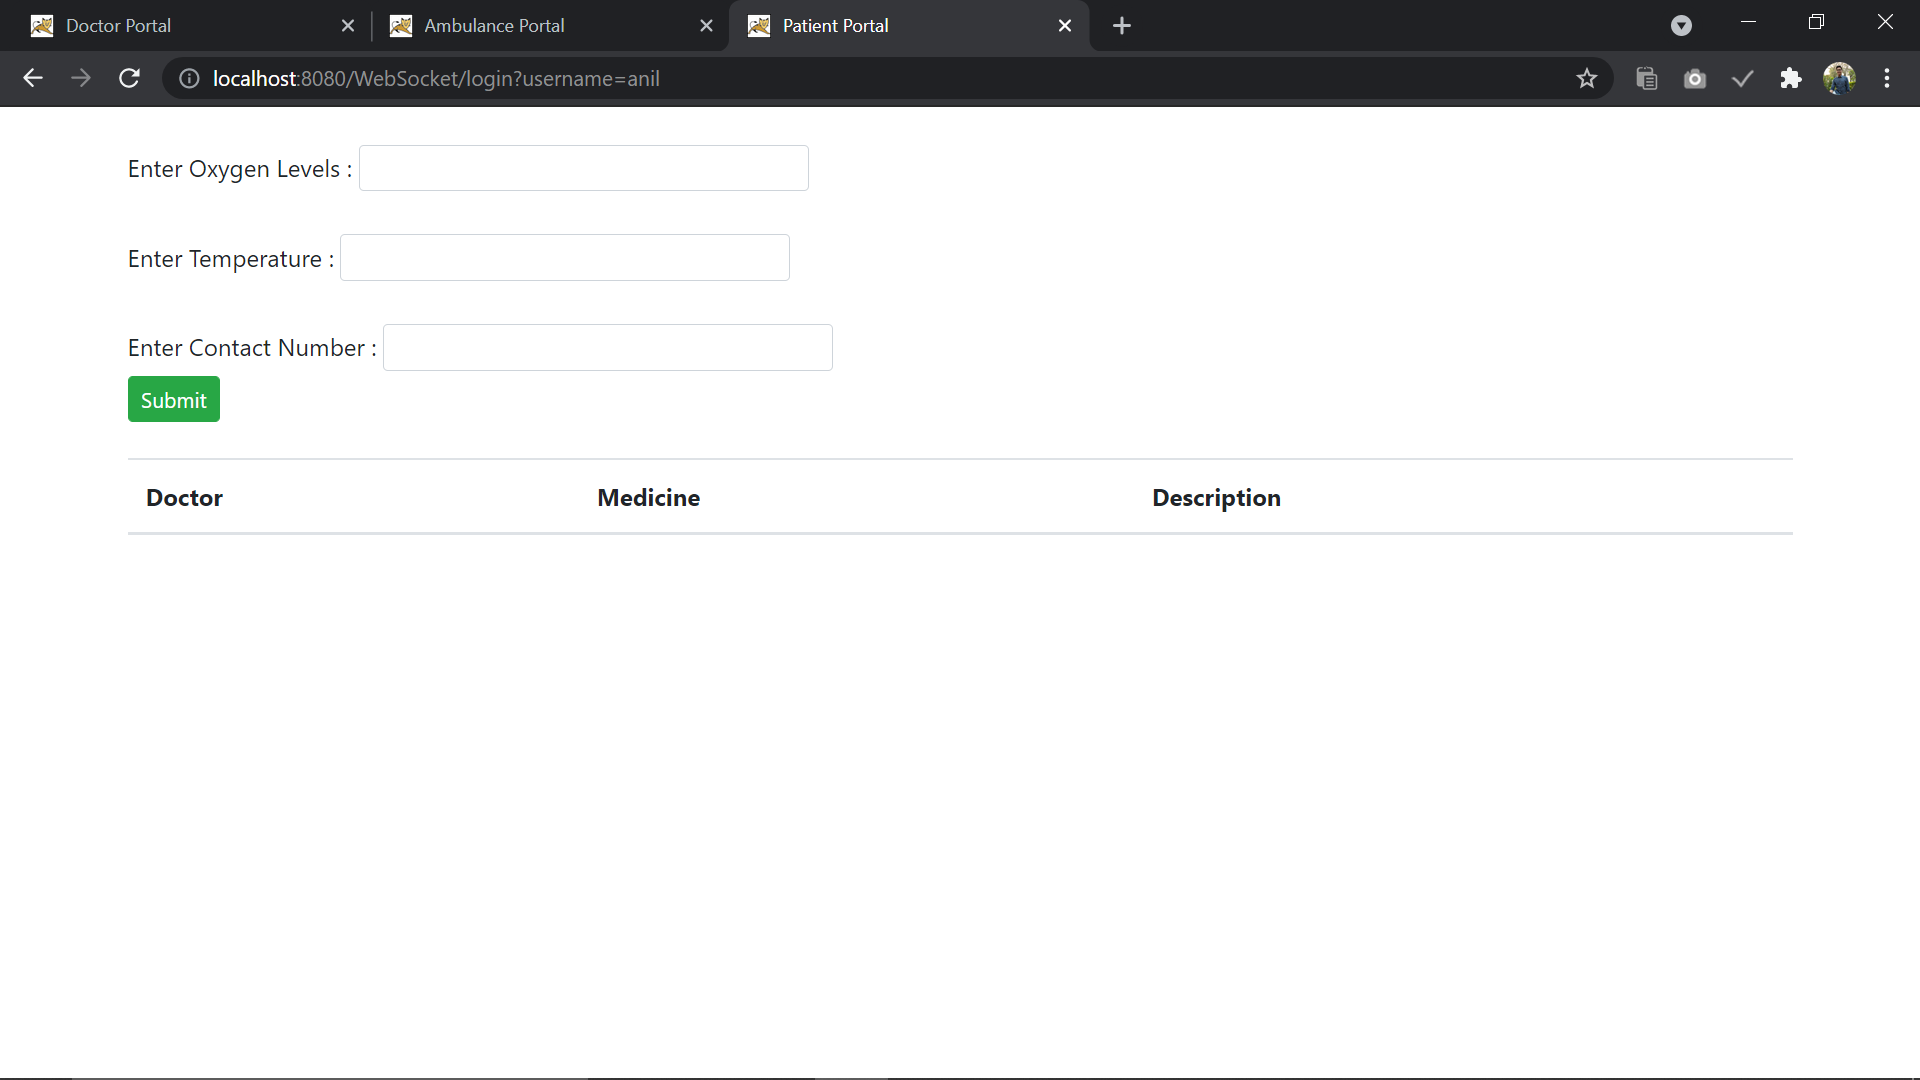 Doctor Portal
Ambulance Portal
Patient Portal
localhost:8080/WebSocket/login?username=anil
Enter Oxygen Levels :
Enter Temperature :
Enter Contact Number :
Submit
Doctor Medicine Description